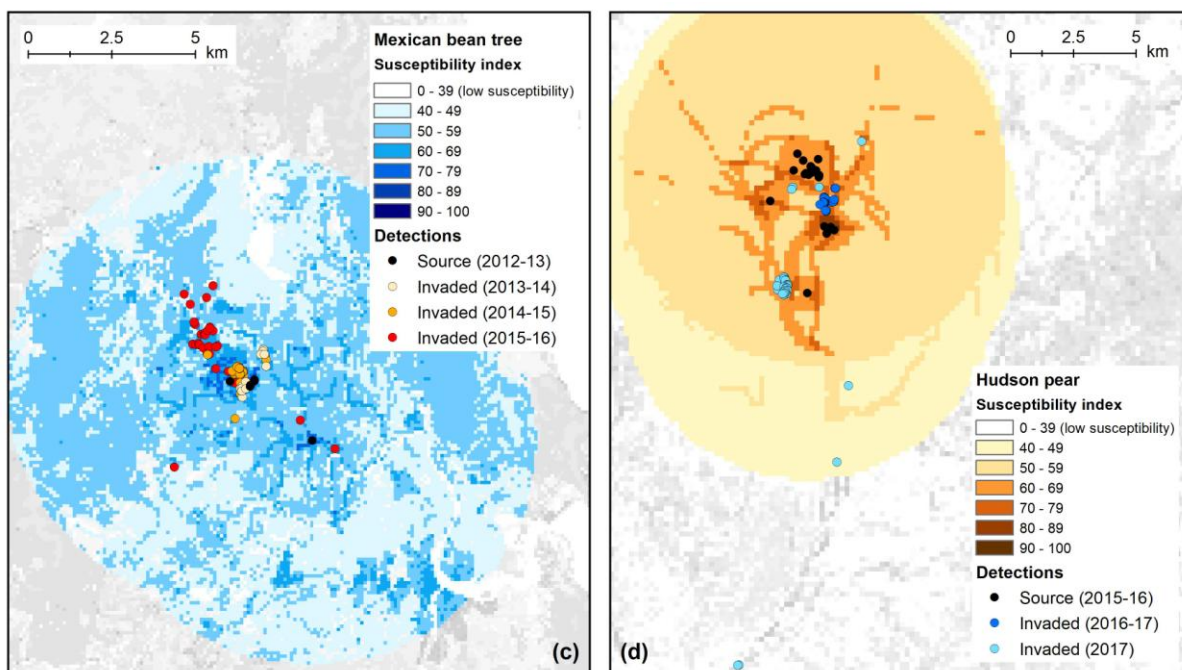 0 2.5 5
km
Mexican bean tree
Susceptibility index
0 - 39 (low susceptibility)
40 - 49
50 - 59
60 - 69
70 - 79
80 - 89
90 - 100
Detections
Source (2012-13)
Invaded (2013-14)
Invaded (2014-15)
Invaded (2015-16)
(c)
0 2.5 5
km
Hudson pear
Susceptibility index
0 - 39 (low susceptibility)
40 - 49
50 - 59
60 - 69
70 - 79
80 - 89
90 - 100
Detections
Source (2015-16)
Invaded (2016-17)
Invaded (2017)
(d)